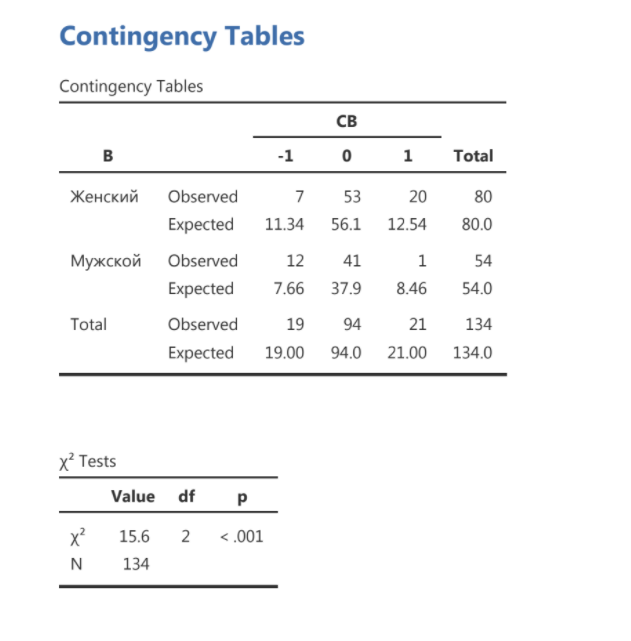 Contingency Tables
Contingency Tables
CB
B -1 0 1 Total
Женский Observed 7 53 20 80
Expected 11.34 56.1 12.54 80.0
Мужской Observed 12 41 1 54
Expected 7.66 37.9 8.46 54.0
Total Observed 19 94 21 134
Expected 19.00 94.0 21.00 134.0
χ² Tests
Value df p
χ² 15.6 2 < .001
N 134